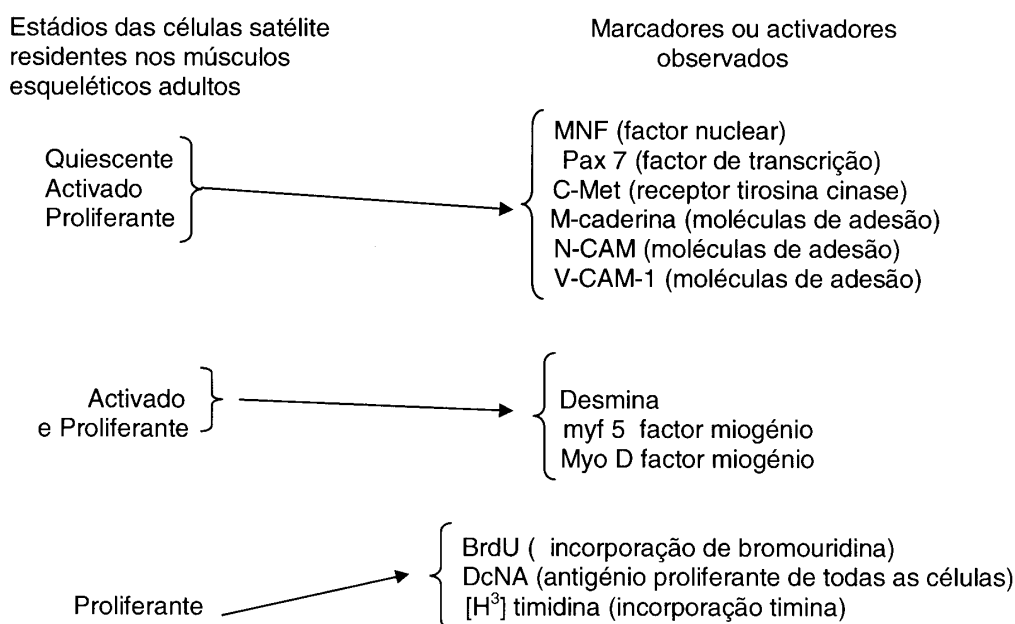 Estádios das células satélite
residentes nos músculos
esqueléticos adultos
Marcadores ou activadores
observados
Quiescente
Activado
Proliferante
MNF (factor nuclear)
Pax 7 (factor de transcrição)
C-Met (receptor tirosina cinase)
M-caderina (moléculas de adesão)
N-CAM (moléculas de adesão)
V-CAM-1 (moléculas de adesão)
Activado
e Proliferante
Desmina
myf 5 factor miogénio
Myo D factor miogénio
Proliferante
BrdU ( incorporação de bromouridina)
DcNA (antigénio proliferante de todas as células)
[H³] timidina (incorporação timina)